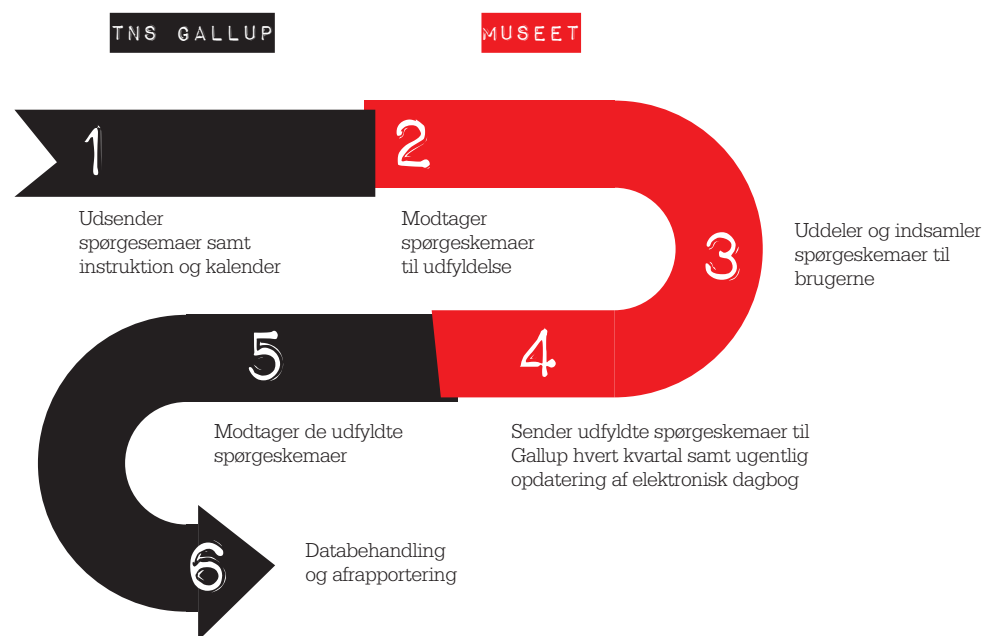 TNS GALLUP
MUSEET
1
2
Udsender
spørgesemaer samt
instruktion og kalender
Modtager
spørgeskemaer
til udfyldelse
3
Uddeler og indsamler
spørgeskemaer til
brugerne
4
Sender udfyldte spørgeskemaer til
Gallup hvert kvartal samt ugentlig
opdatering af elektronisk dagbog
5
Modtager de udfyldte
spørgeskemaer
6
Databehandling
og afrapportering